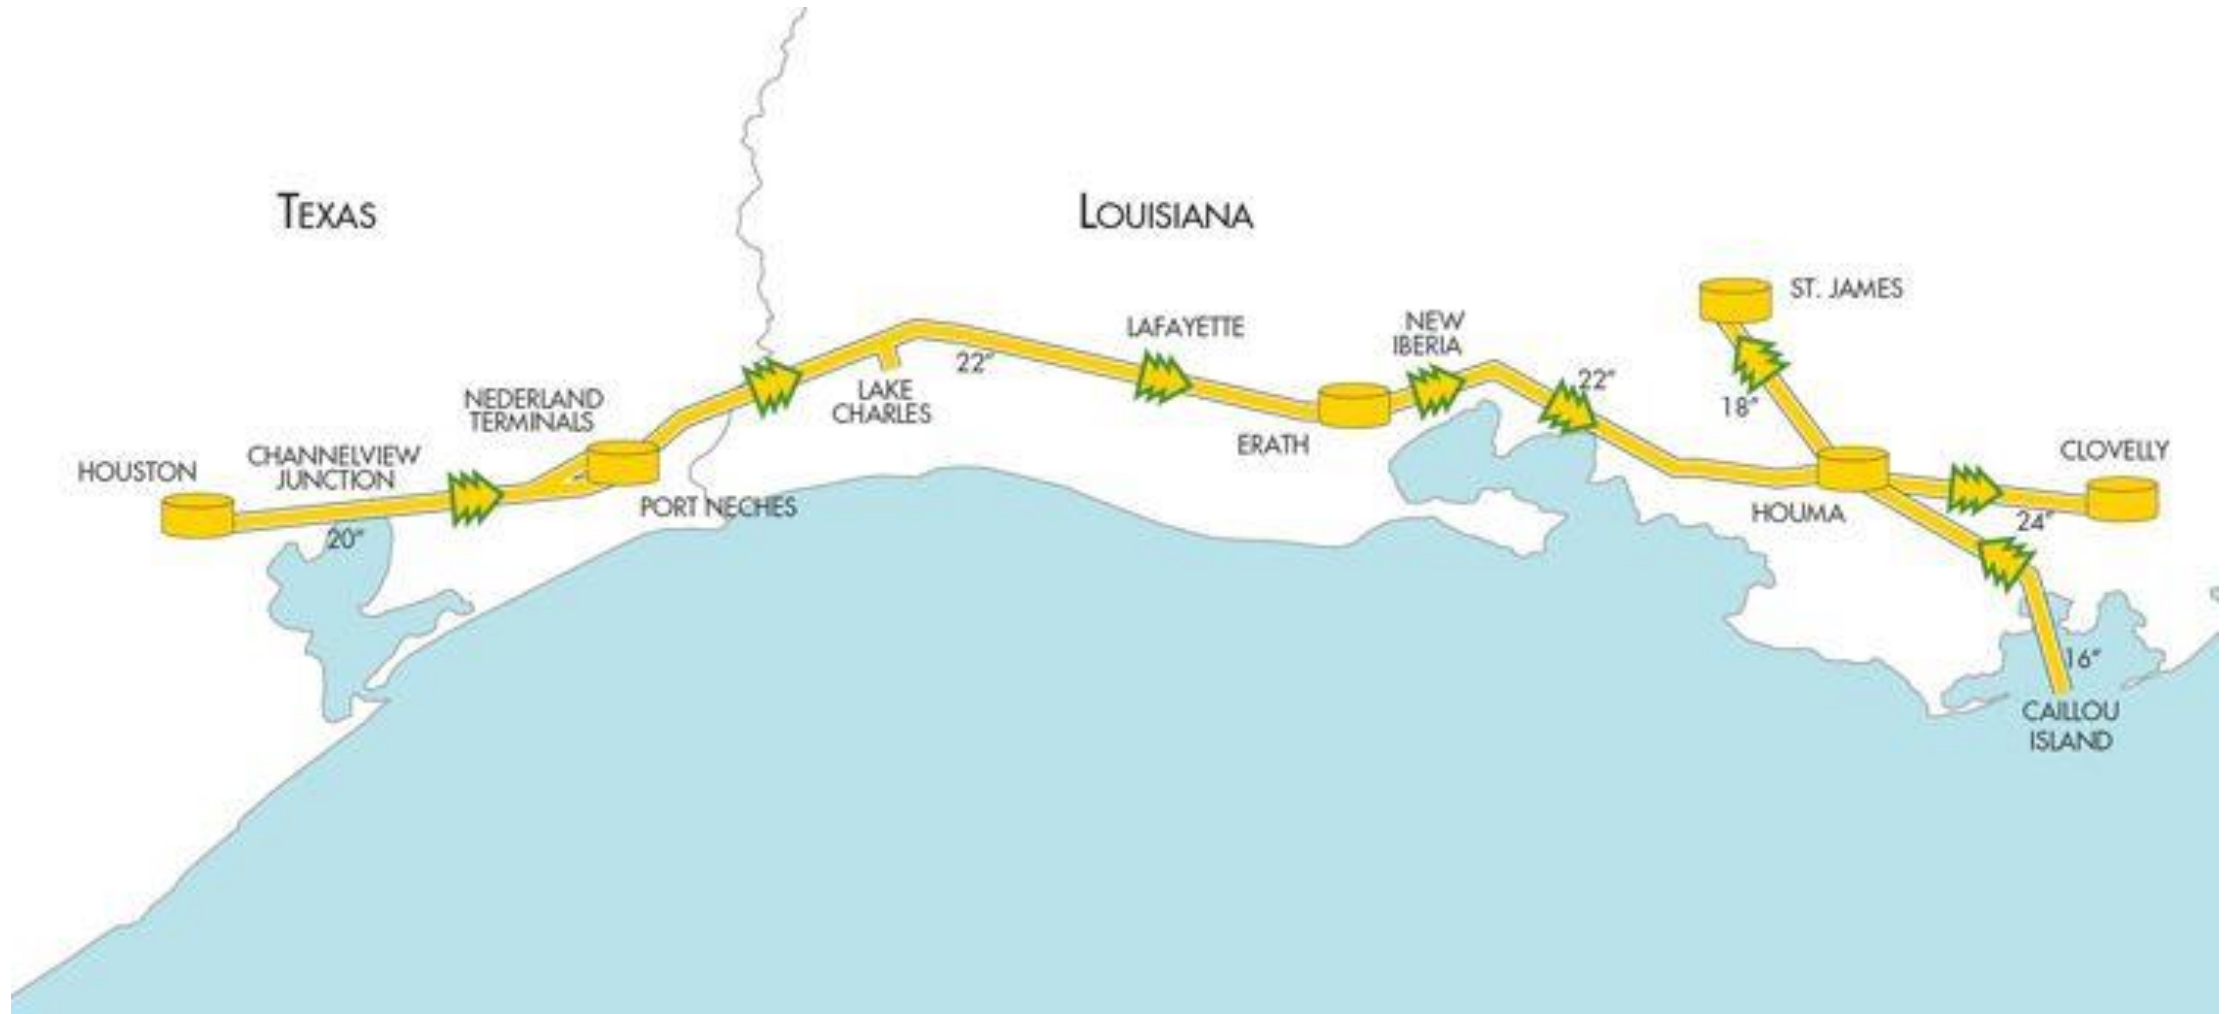 TEXAS
LOUISIANA
ST. JAMES
LAFAYETTE
NEW
IBERIA
22"
22"
LAKE
CHARLES
NEDERLAND
TERMINALS
18"
ERATH
CLOVELLY
HOUSTON
CHANNELVIEW
JUNCTION
PORT NECHES
HOUMA
24"
20"
16"
CAILLOU
ISLAND